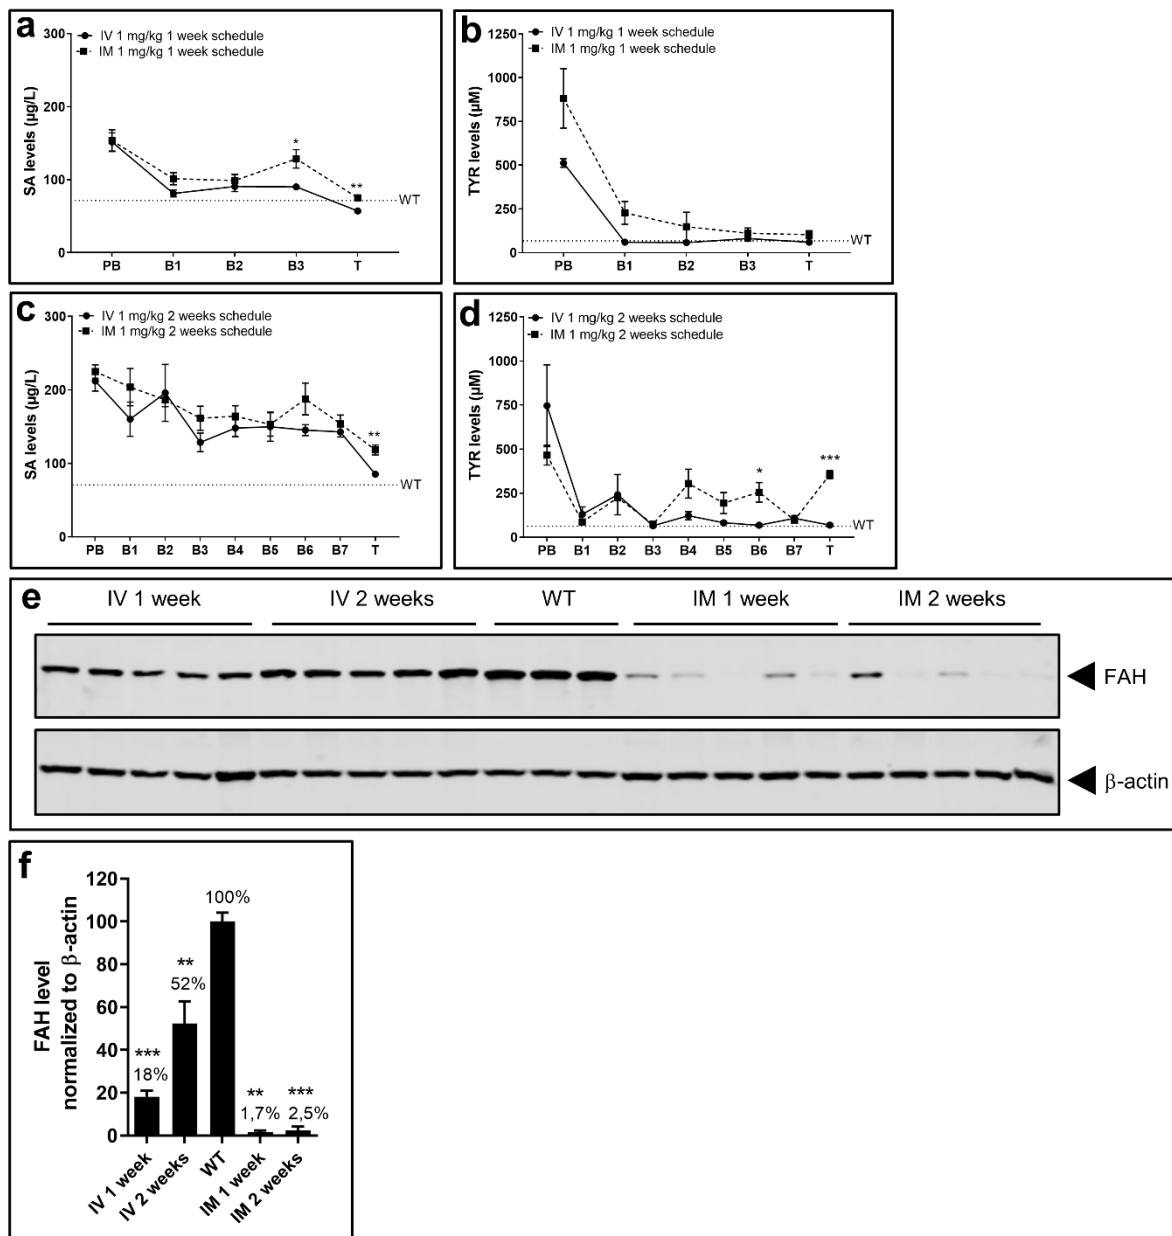 a
IV 1 mg/kg 1 week schedule
IM 1 mg/kg 1 week schedule
SA levels (µg/L)
300
200
100
0
*
**
WT
PB B1 B2 B3 T
b
IV 1 mg/kg 1 week schedule
IM 1 mg/kg 1 week schedule
TYR levels (µM)
1250
1000
750
500
250
0
WT
PB B1 B2 B3 T
c
IV 1 mg/kg 2 weeks schedule
IM 1 mg/kg 2 weeks schedule
SA levels (µg/L)
300
200
100
0
**
WT
PB B1 B2 B3 B4 B5 B6 B7 T
d
IV 1 mg/kg 2 weeks schedule
IM 1 mg/kg 2 weeks schedule
TYR levels (µM)
1250
1000
750
500
250
0
*
***
WT
PB B1 B2 B3 B4 B5 B6 B7 T
e
IV 1 week IV 2 weeks WT IM 1 week IM 2 weeks
FAH
β-actin
f
FAH level
normalized to β-actin
120
100
80
60
40
20
0
***
18%
**
52%
100%
**
1,7%
***
2,5%
IV 1 week
IV 2 weeks
WT
IM 1 week
IM 2 weeks